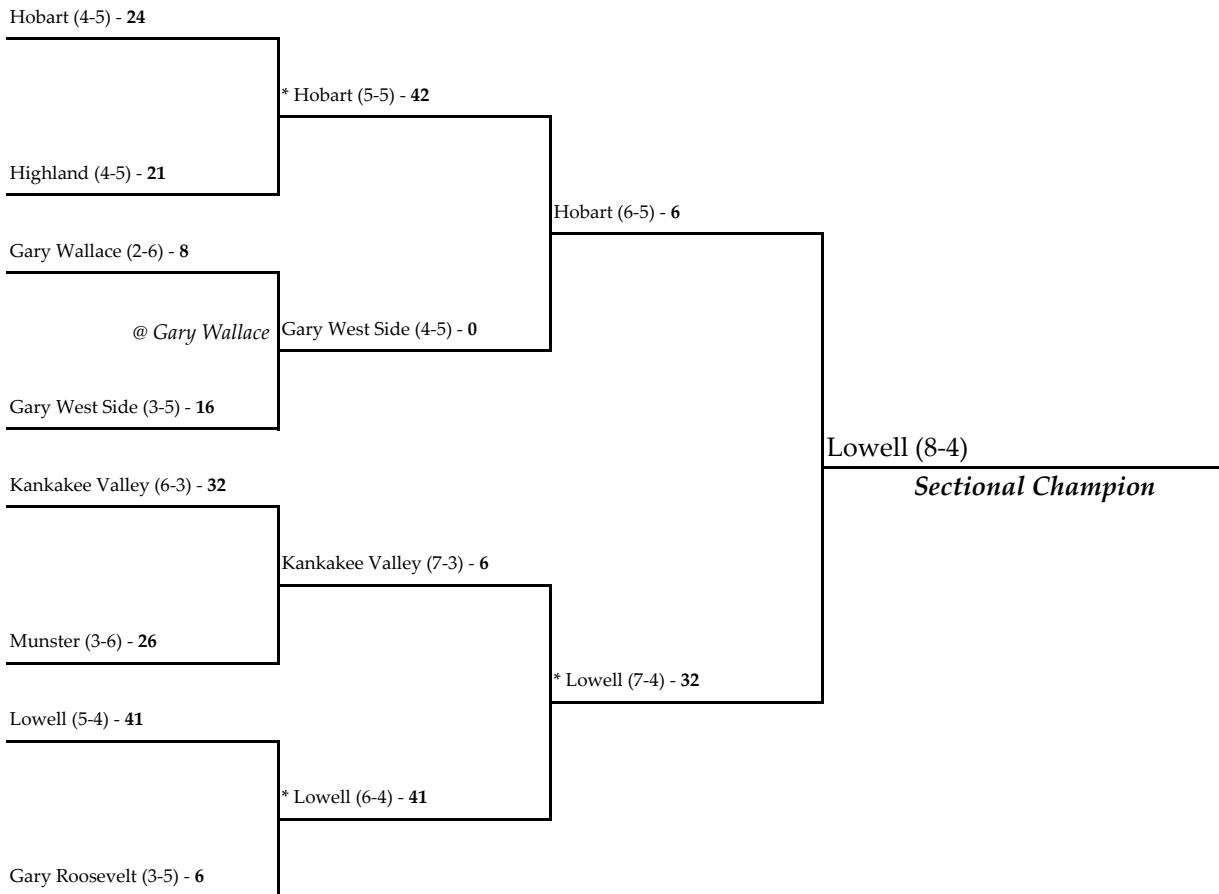 Hobart (4-5) - 24
* Hobart (5-5) - 42
Highland (4-5) - 21
Hobart (6-5) - 6
Gary Wallace (2-6) - 8
@ Gary Wallace
Gary West Side (4-5) - 0
Gary West Side (3-5) - 16
Lowell (8-4)
Sectional Champion
Kankakee Valley (6-3) - 32
Kankakee Valley (7-3) - 6
Munster (3-6) - 26
* Lowell (7-4) - 32
Lowell (5-4) - 41
* Lowell (6-4) - 41
Gary Roosevelt (3-5) - 6